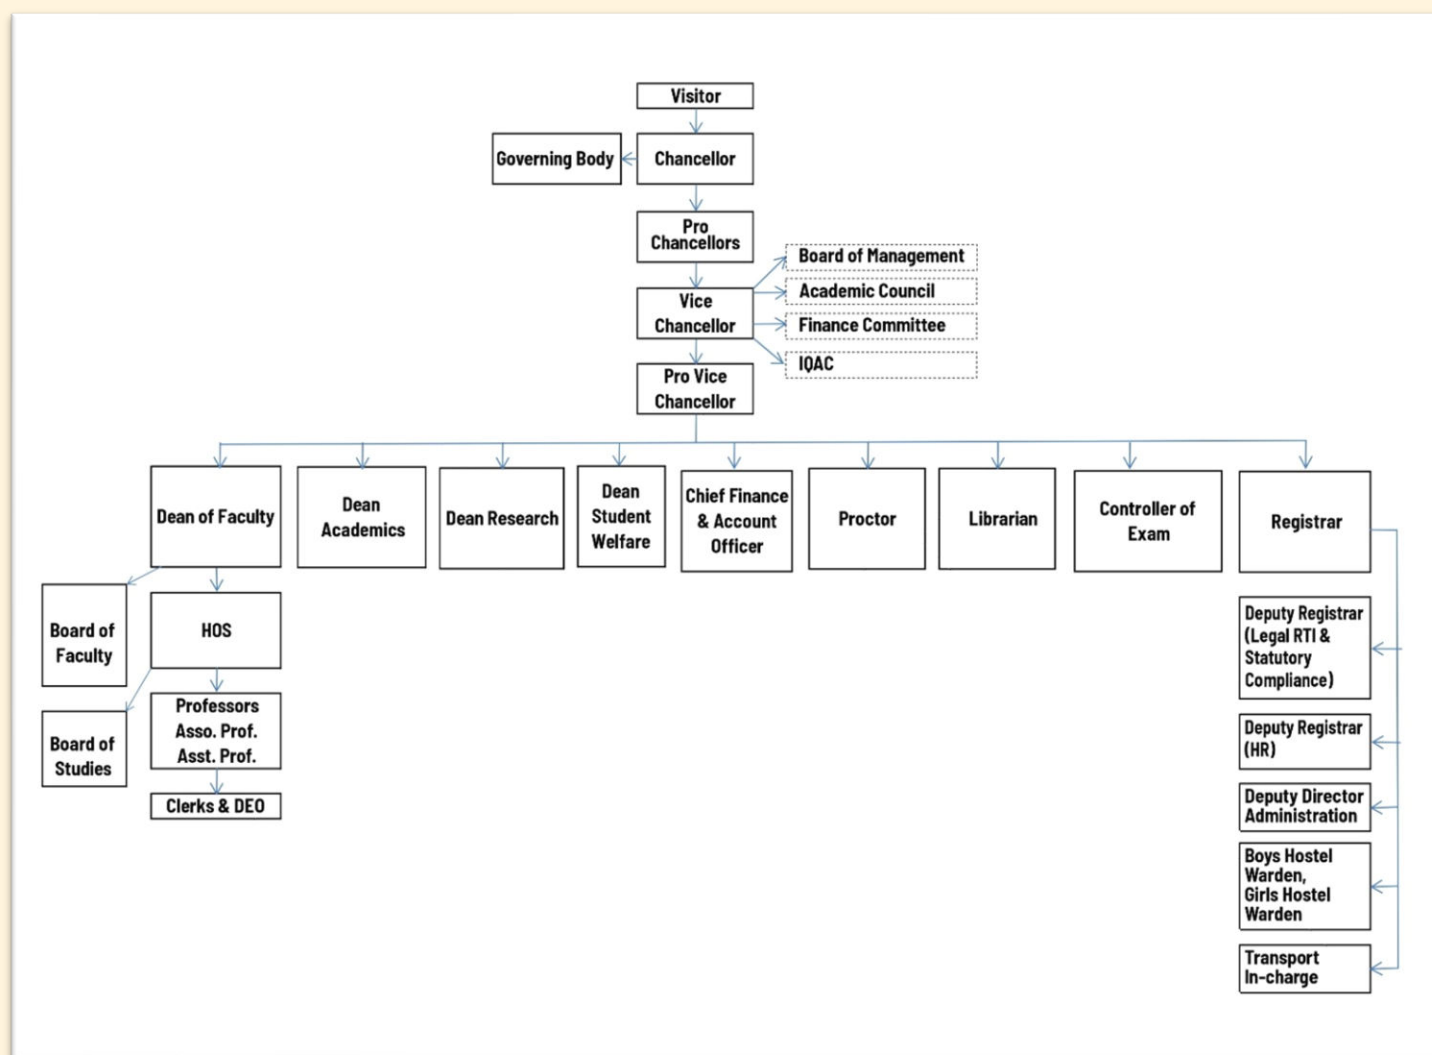 Visitor
Governing Body
Chancellor
Pro
Chancellors
Board of Management
Academic Council
Finance Committee
IQAC
Vice
Chancellor
Pro Vice
Chancellor
Dean of Faculty
Dean
Academics
Dean Research
Dean
Student
Welfare
Chief Finance
& Account
Officer
Proctor
Librarian
Controller of
Exam
Registrar
Board of
Faculty
HOS
Board of
Studies
Professors
Asso. Prof.
Asst. Prof.
Clerks & DEO
Deputy Registrar
(Legal RTI &
Statutory
Compliance)
Deputy Registrar
(HR)
Deputy Director
Administration
Boys Hostel
Warden,
Girls Hostel
Warden
Transport
In-charge